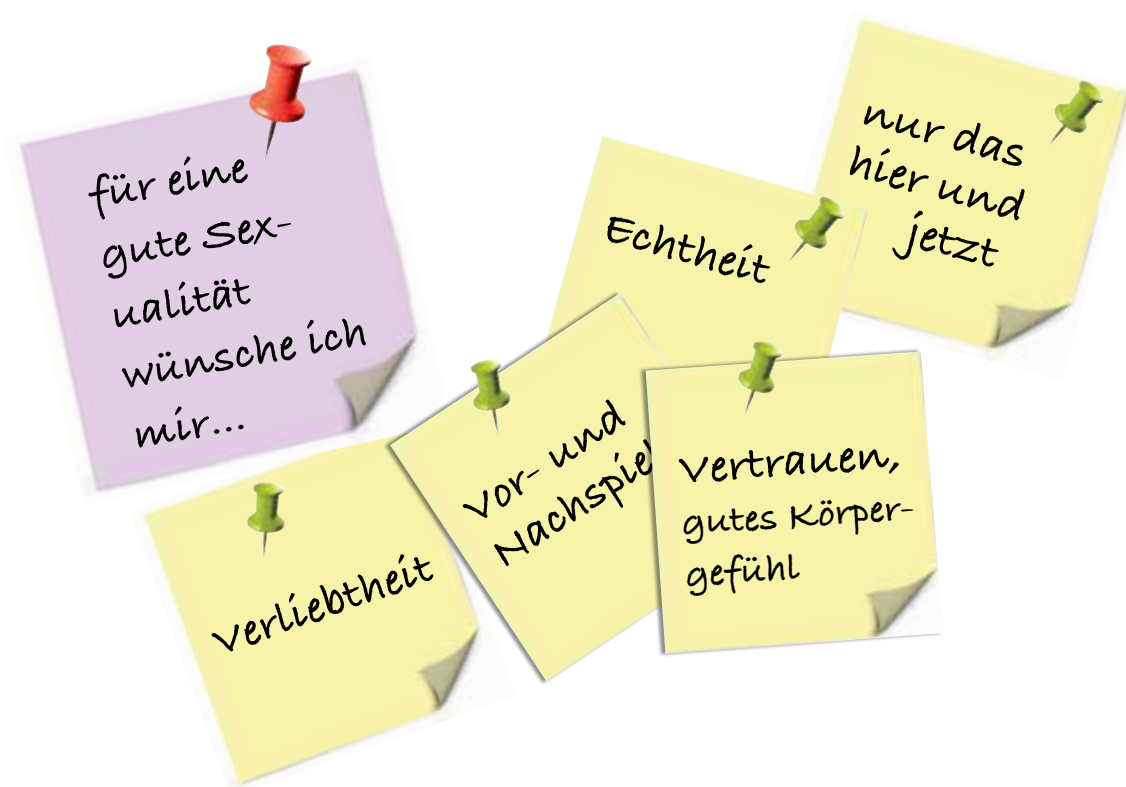 für eine
gute Sex-
ualität
wünsche ich
mir...
nur das
hier und
jetzt
Echtheit
Vor- und
Nachspiel
Vertrauen,
gutes Körper-
gefühl
Verliebtheit